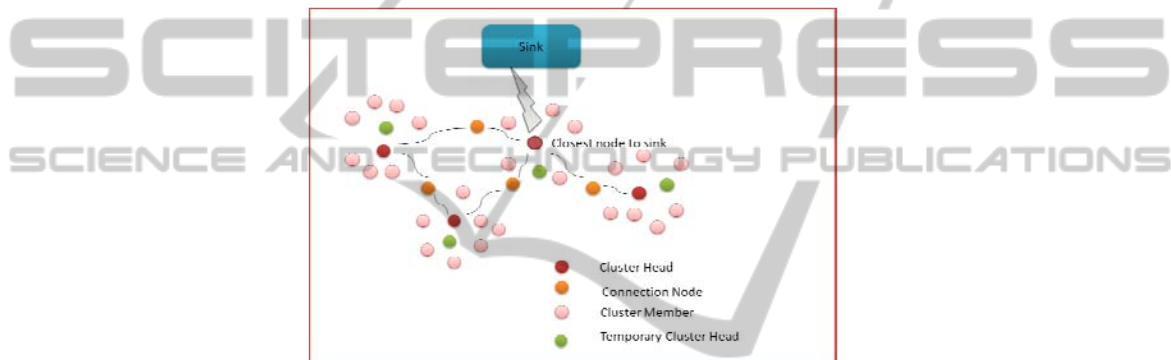 SCITEPRESS
SCIENCE AND TECHNOLOGY PUBLICATIONS
Sink
Closest node to sink
Cluster Head
Connection Node
Cluster Member
Temporary Cluster Head